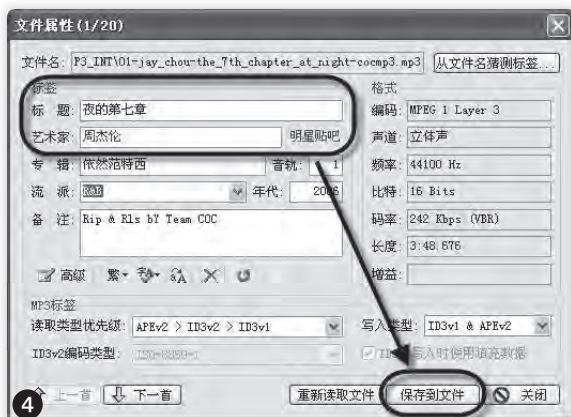 文件属性(1/20)
文件名: P3_INT\01-jay_chou-the_7th_chapter_at_night-cocmp3.mp3 从文件名猜测标签...
标签 格式
标 题: 夜的第七章 编码: MPEG 1 Layer 3
艺术家: 周杰伦 明星贴吧 声道: 立体声
专 辑: 依然范特西 音轨: 1 频率: 44100 Hz
流 派: R&B 年代: 2006 比特: 16 Bits
备 注: Rip & Rls bY Team COC 码率: 242 Kbps (VBR)
长度: 3:48.676
高级 繁 增益:
MP3标签
读取类型优先级: APEv2 > ID3v2 > ID3v1 写入类型: ID3v1 & APEv2
ID3v2编码类型: ISO-8859-1 写入时使用填充数据
4 上一首 下一首 重新读取文件 保存到文件 关闭